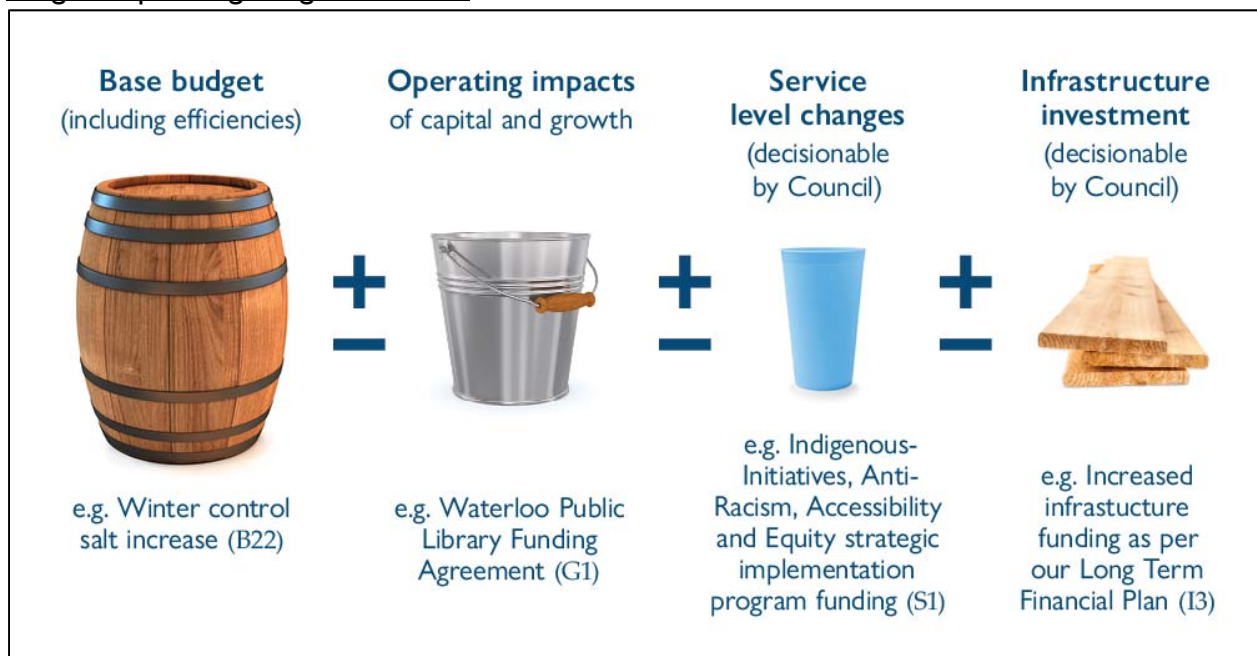 Base budget
(including efficiencies)
e.g. Winter control
salt increase (B22)
Operating impacts
of capital and growth
e.g. Waterloo Public
Library Funding
Agreement (G1)
Service
level changes
(decisionable
by Council)
e.g. Indigenous-
Initiatives, Anti-
Racism, Accessibility
and Equity strategic
implementation
program funding (S1)
Infrastructure
investment
(decisionable
by Council)
e.g. Increased
infrastucture
funding as per
our Long Term
Financial Plan (I3)
+
−
+
−
+
−